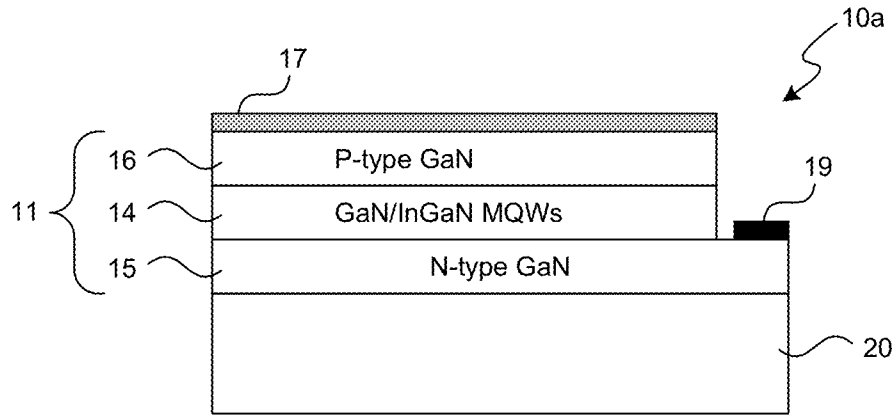 10a
17
16
P-type GaN
19
11
14
GaN/InGaN MQWs
15
N-type GaN
20